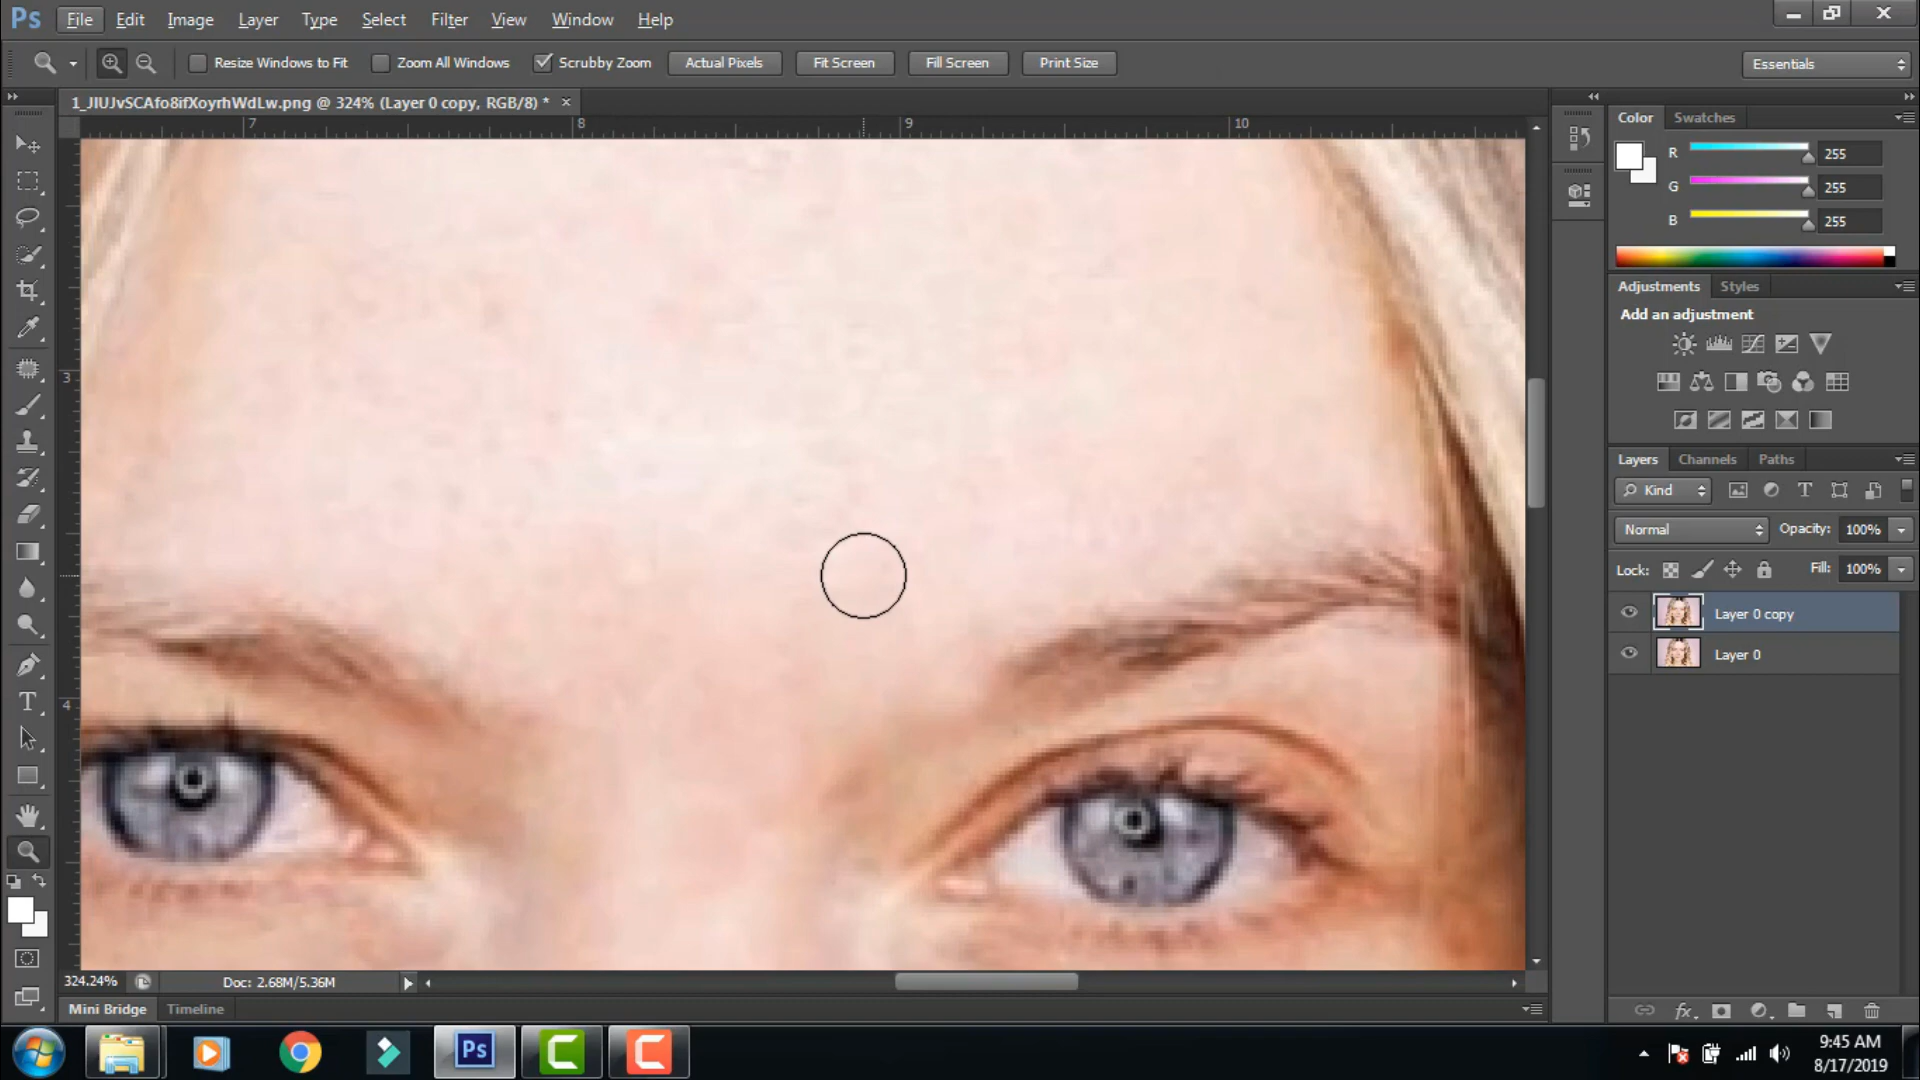 Ps File Edit Image Layer Type Select Filter View Window Help
Resize Windows to Fit Zoom All Windows Scrubby Zoom Actual Pixels Fit Screen Fill Screen Print Size Essentials
1_JIUJvSCAfo8ifXoyrhWdLw.png @ 324% (Layer 0 copy, RGB/8) *
7 8 9 10
3
4
Color Swatches
R 255
G 255
B 255
Adjustments Styles
Add an adjustment
Layers Channels Paths
Kind
Normal Opacity: 100%
Lock: Fill: 100%
Layer 0 copy
Layer 0
324.24% Doc: 2.68M/5.36M
Mini Bridge Timeline
Ps
9:45 AM
8/17/2019